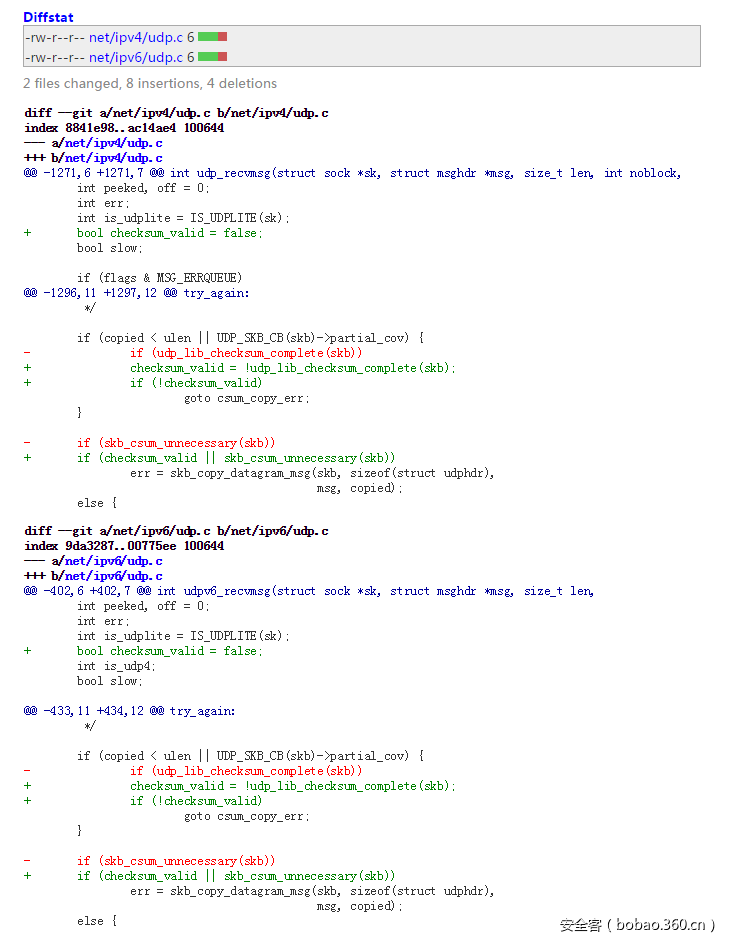 Diffstat
-rw-r--r-- net/ipv4/udp.c 6
-rw-r--r-- net/ipv6/udp.c 6
2 files changed, 8 insertions, 4 deletions
diff --git a/net/ipv4/udp.c b/net/ipv4/udp.c
index 8841e98..ac14ae4 100644
--- a/net/ipv4/udp.c
+++ b/net/ipv4/udp.c
@@ -1271,6 +1271,7 @@ int udp_recvmsg(struct sock *sk, struct msghdr *msg, size_t len, int noblock,
int peeked, off = 0;
int err;
int is_udplite = IS_UDPLITE(sk);
+ bool checksum_valid = false;
bool slow;
if (flags & MSG_ERRQUEUE)
@@ -1296,11 +1297,12 @@ try_again:
*/
if (copied < ulen || UDP_SKB_CB(skb)->partial_cov) {
- if (udp_lib_checksum_complete(skb))
+ checksum_valid = !udp_lib_checksum_complete(skb);
+ if (!checksum_valid)
goto csum_copy_err;
}
- if (skb_csum_unnecessary(skb))
+ if (checksum_valid || skb_csum_unnecessary(skb))
err = skb_copy_datagram_msg(skb, sizeof(struct udphdr),
msg, copied);
else {
diff --git a/net/ipv6/udp.c b/net/ipv6/udp.c
index 9da3287..00775ee 100644
--- a/net/ipv6/udp.c
+++ b/net/ipv6/udp.c
@@ -402,6 +402,7 @@ int udpv6_recvmsg(struct sock *sk, struct msghdr *msg, size_t len,
int peeked, off = 0;
int err;
int is_udplite = IS_UDPLITE(sk);
+ bool checksum_valid = false;
int is_udp4;
bool slow;
@@ -433,11 +434,12 @@ try_again:
*/
if (copied < ulen || UDP_SKB_CB(skb)->partial_cov) {
- if (udp_lib_checksum_complete(skb))
+ checksum_valid = !udp_lib_checksum_complete(skb);
+ if (!checksum_valid)
goto csum_copy_err;
}
- if (skb_csum_unnecessary(skb))
+ if (checksum_valid || skb_csum_unnecessary(skb))
err = skb_copy_datagram_msg(skb, sizeof(struct udphdr),
msg, copied);
else {
安全客（bobao.360.cn）